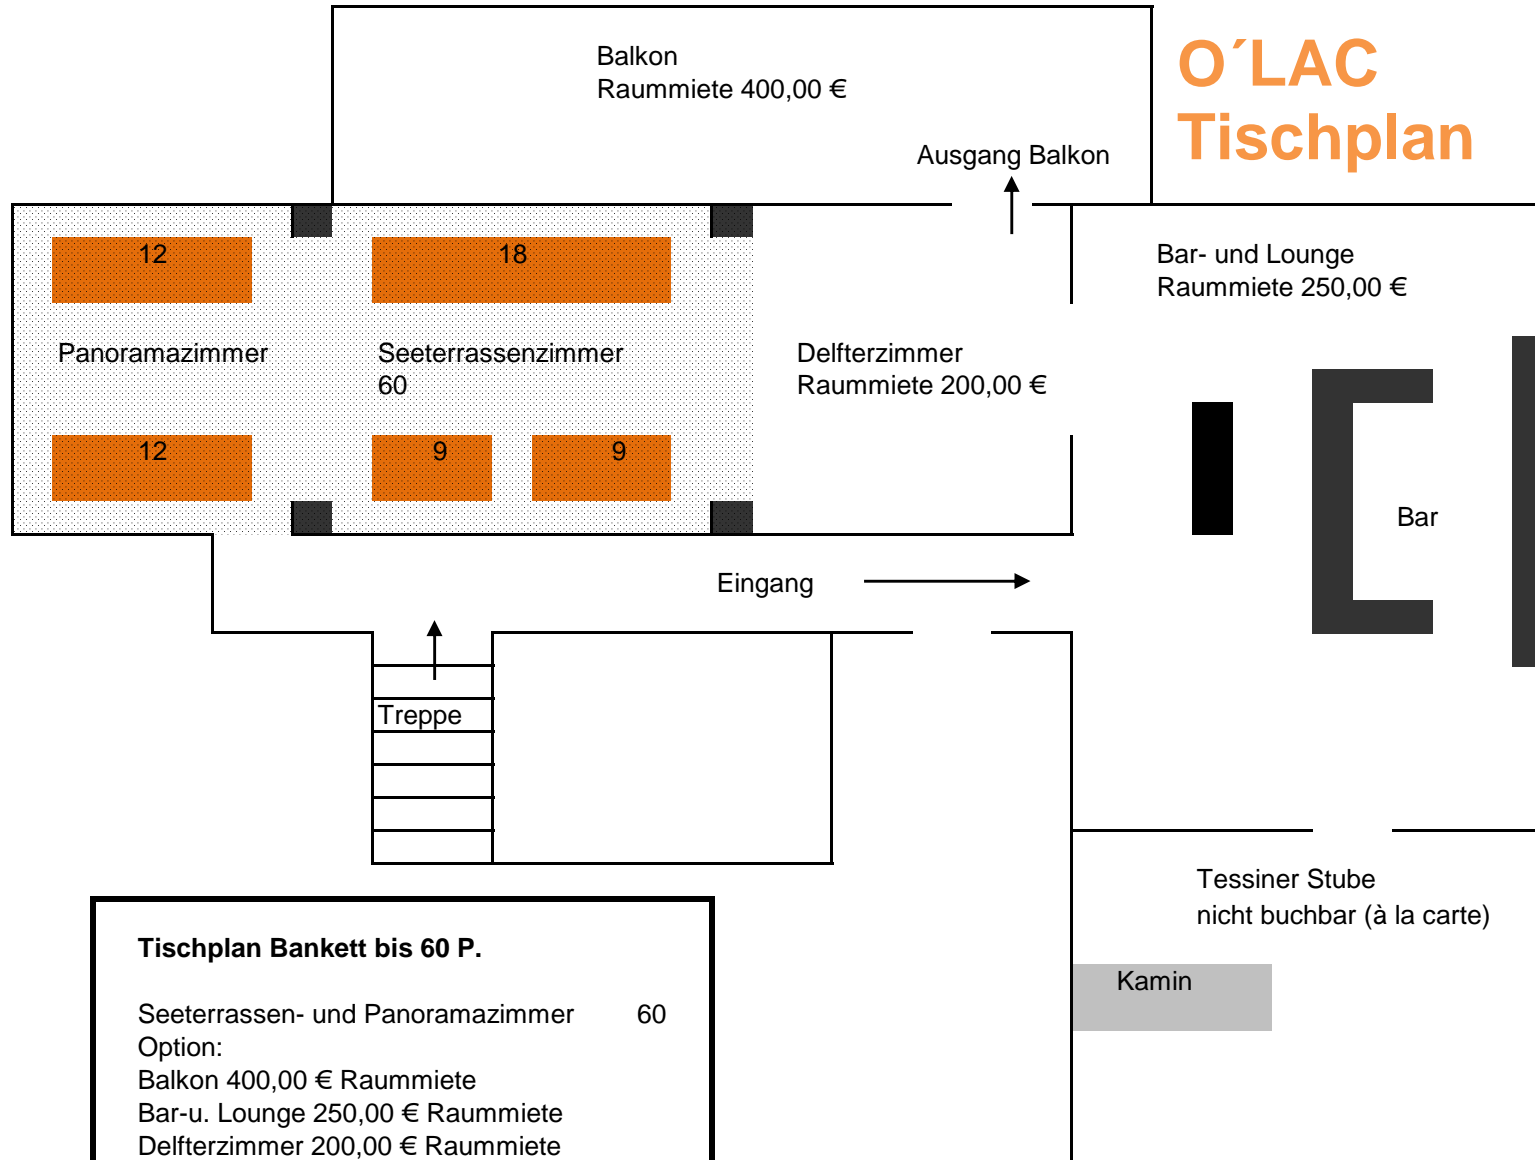 O´LAC
Tischplan
Balkon
Raummiete 400,00 €
Ausgang Balkon
12
18
Bar- und Lounge
Raummiete 250,00 €
Panoramazimmer
Seeterrassenzimmer
60
Delfterzimmer
Raummiete 200,00 €
12
9
9
Bar
Eingang
Treppe
Tessiner Stube
nicht buchbar (à la carte)
Kamin
Tischplan Bankett bis 60 P.
Seeterrassen- und Panoramazimmer 60
Option:
Balkon 400,00 € Raummiete
Bar-u. Lounge 250,00 € Raummiete
Delfterzimmer 200,00 € Raummiete